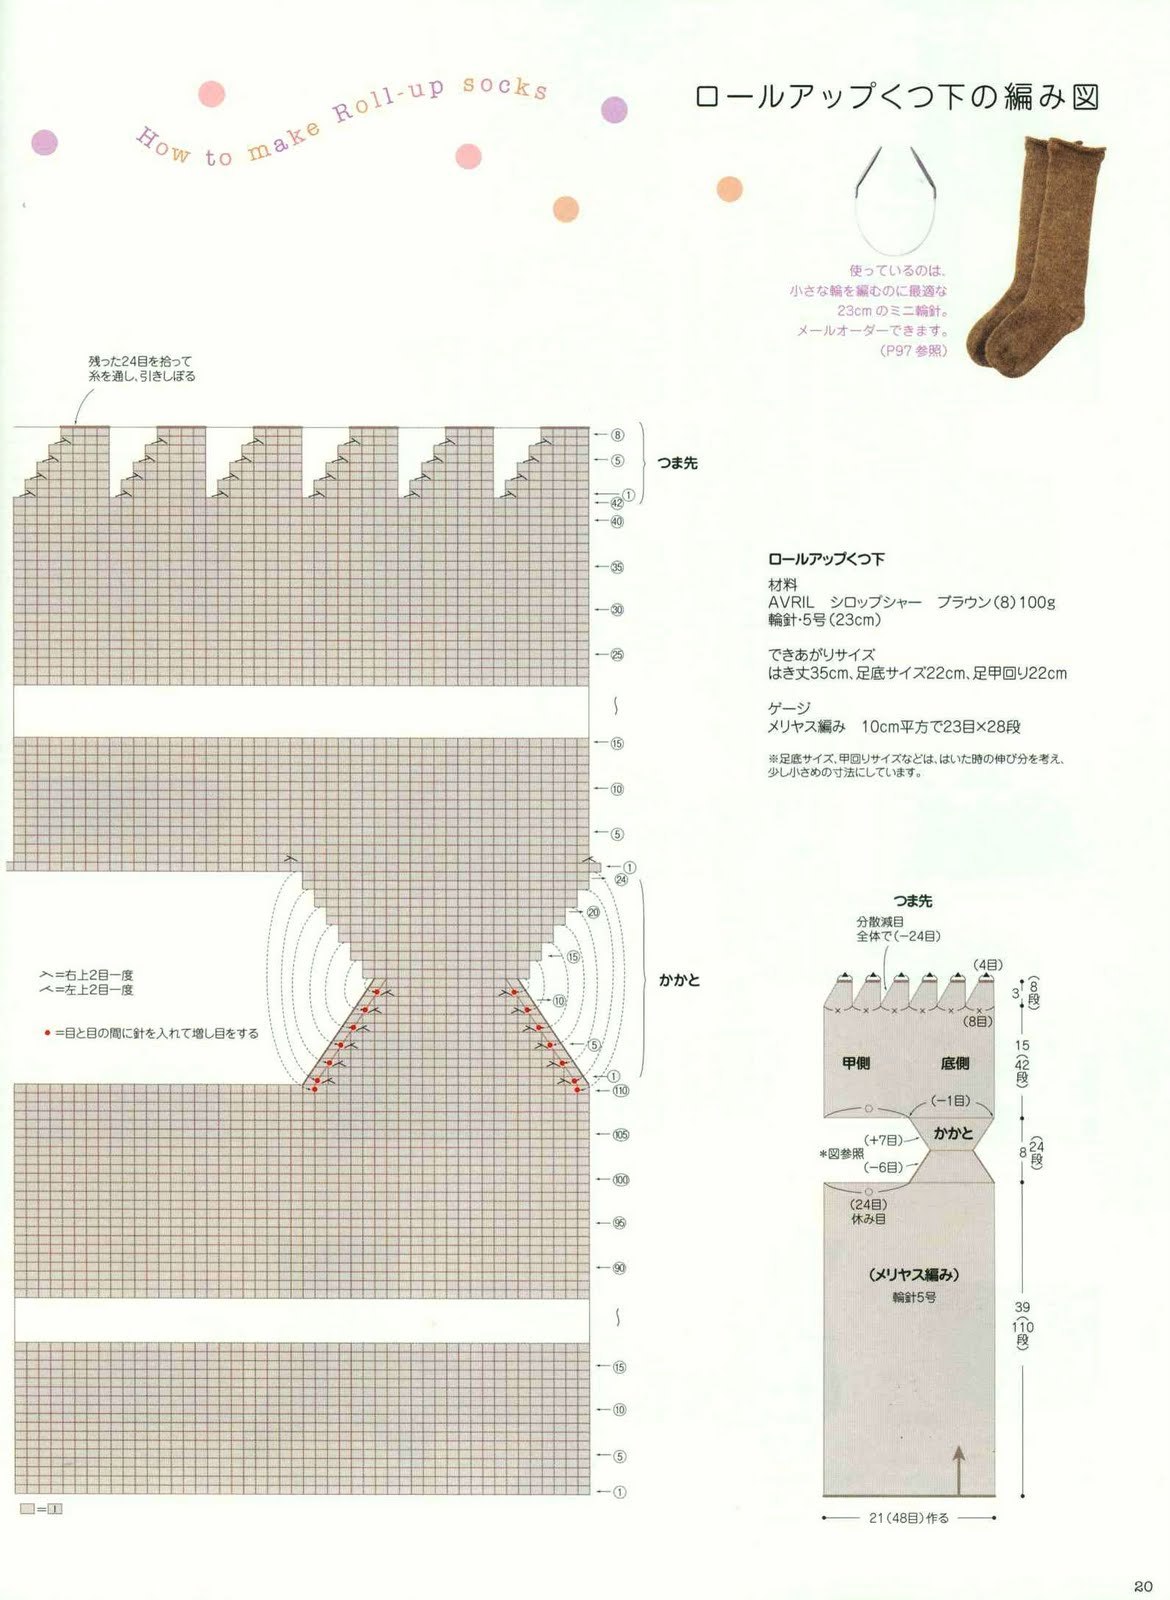 How to make Roll-up socks
ロールアップくつ下の編み図
使っているのは、
小さな輪を編むのに最適な
23cmのミニ輪針。
メールオーダーできます。
(P97参照)
残った24目を拾って
糸を通し、引きしぼる
⑧
⑤
①
つま先
㊷
㊵
㉟
㉚
㉕
⑮
⑩
⑤
①
㉔
⑳
⑮
⑩
⑤
①
かかと
110
105
100
95
90
⑮
⑩
⑤
①
=右上2目一度
=左上2目一度
●=目と目の間に針を入れて増し目をする
□=|
ロールアップくつ下
材料
AVRIL シロップシャー ブラウン(8)100g
輪針・5号(23cm)
できあがりサイズ
はき丈35cm、足底サイズ22cm、足甲回り22cm
ゲージ
メリヤス編み 10cm平方で23目×28段
※足底サイズ、甲回りサイズなどは、はいた時の伸び分を考え、
少し小さめの寸法にしています。
つま先
分散減目
全体で(−24目)
(4目)
3(8段)
(8目)
甲側
底側
15(42段)
(−1目)
かかと
(+7目)
*図参照
(−6目)
8(24段)
(24目)
休み目
(メリヤス編み)
輪針5号
39(110段)
21(48目)作る
20